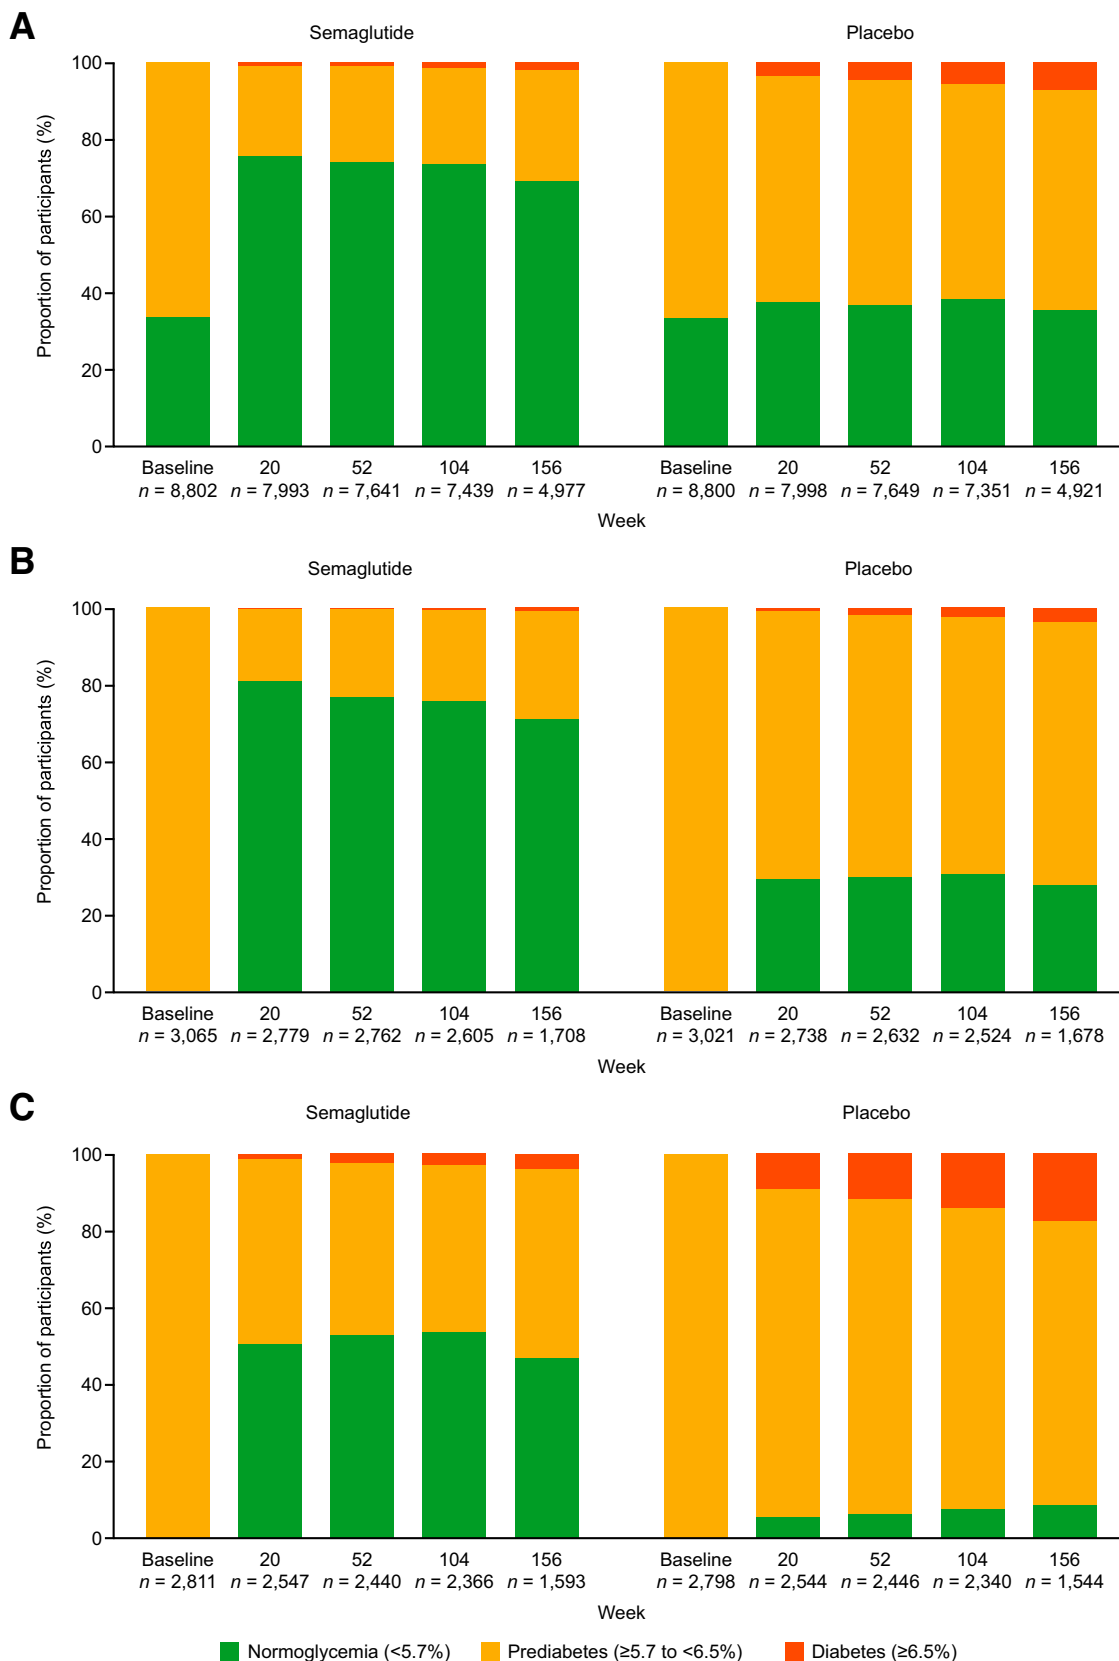 A
Semaglutide Placebo
Proportion of participants (%)
100
80
60
40
20
0
Baseline 20 52 104 156 Baseline 20 52 104 156
n = 8,802 n = 7,993 n = 7,641 n = 7,439 n = 4,977 n = 8,800 n = 7,998 n = 7,649 n = 7,351 n = 4,921
Week
B
Semaglutide Placebo
Proportion of participants (%)
100
80
60
40
20
0
Baseline 20 52 104 156 Baseline 20 52 104 156
n = 3,065 n = 2,779 n = 2,762 n = 2,605 n = 1,708 n = 3,021 n = 2,738 n = 2,632 n = 2,524 n = 1,678
Week
C
Semaglutide Placebo
Proportion of participants (%)
100
80
60
40
20
0
Baseline 20 52 104 156 Baseline 20 52 104 156
n = 2,811 n = 2,547 n = 2,440 n = 2,366 n = 1,593 n = 2,798 n = 2,544 n = 2,446 n = 2,340 n = 1,544
Week
Normoglycemia (<5.7%) Prediabetes (≥5.7 to <6.5%) Diabetes (≥6.5%)